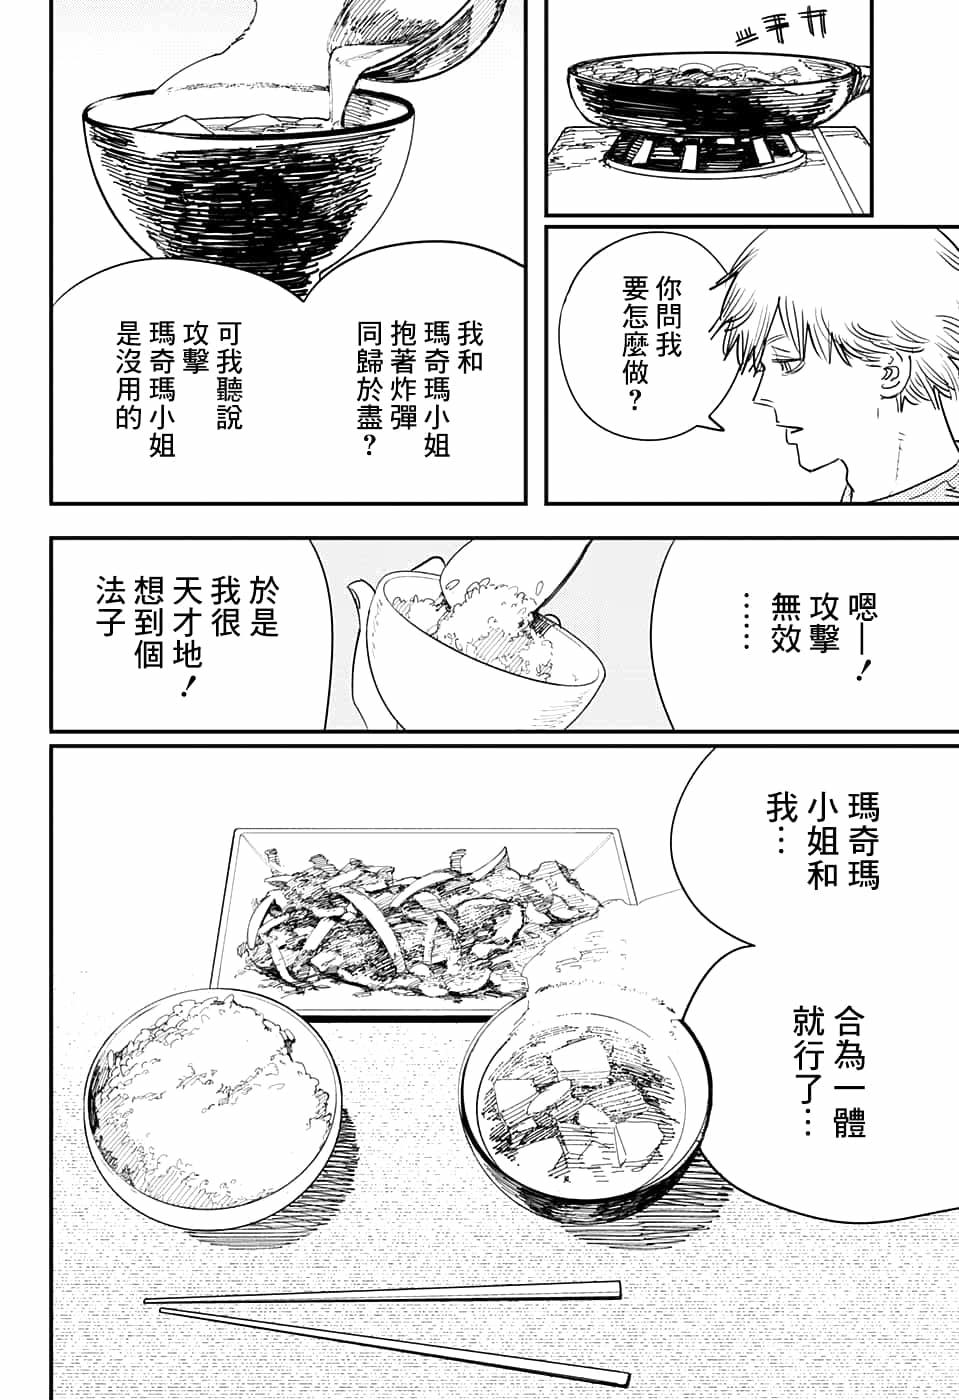 你問我
要怎麼做？
我和
瑪奇瑪小姐
抱著炸彈
同歸於盡？
可我聽說
攻擊
瑪奇瑪小姐
是沒用的
嗯—！
攻擊
無效
……
於是
我很
天才地！
想到個
法子
瑪奇瑪
小姐和
我…
合為一體
就行了…